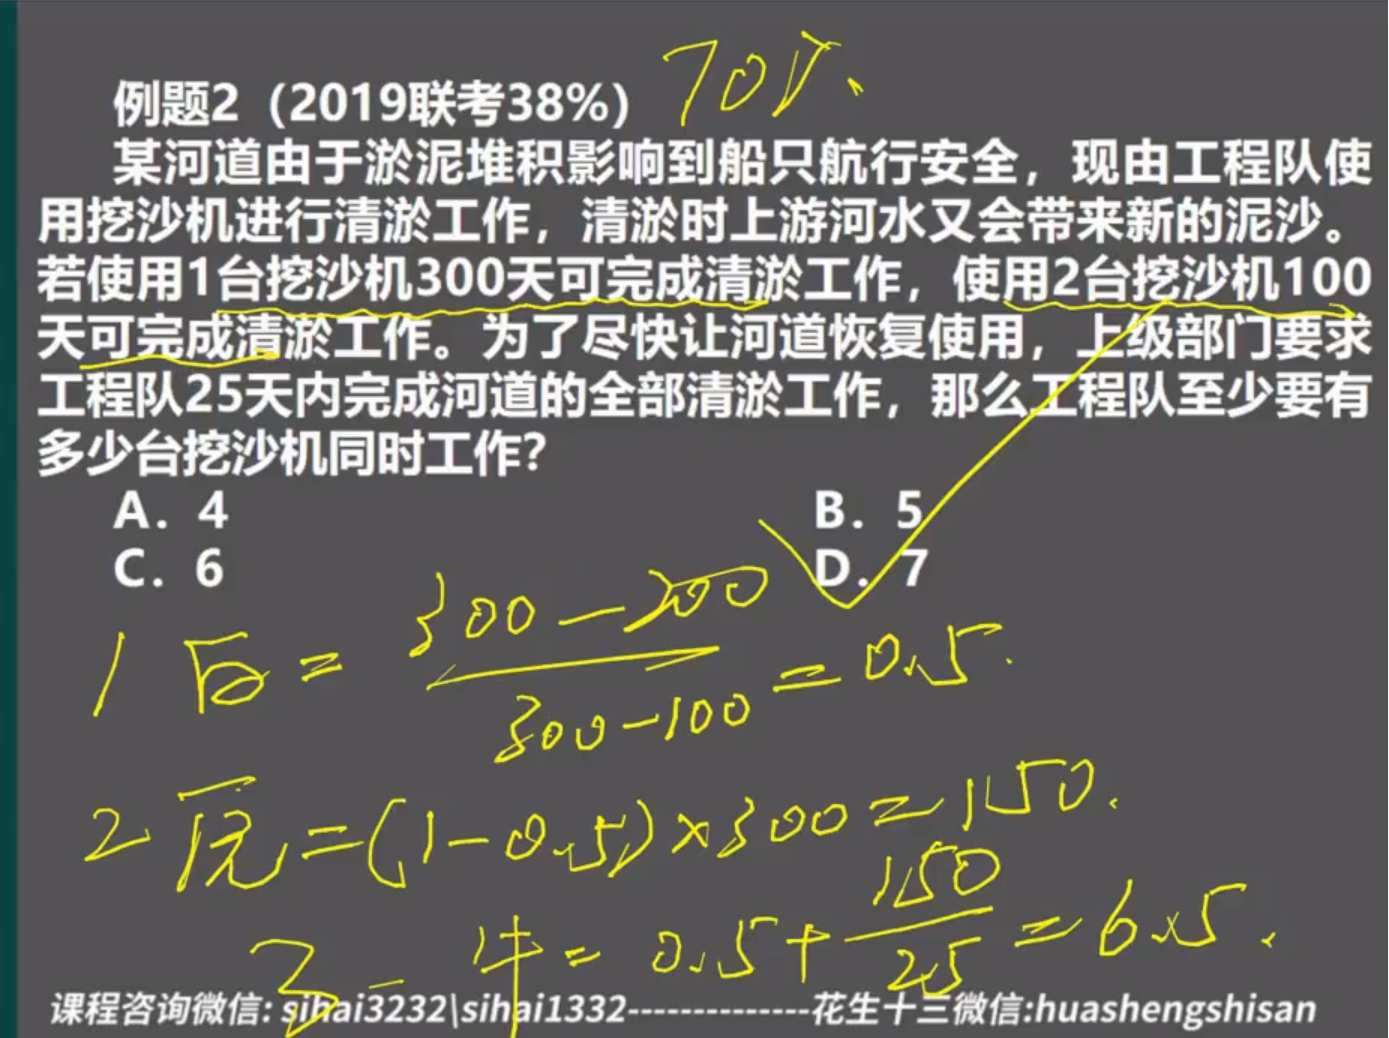 例题2（2019联考38%）
某河道由于淤泥堆积影响到船只航行安全，现由工程队使
用挖沙机进行清淤工作，清淤时上游河水又会带来新的泥沙。
若使用1台挖沙机300天可完成清淤工作，使用2台挖沙机100
天可完成清淤工作。为了尽快让河道恢复使用，上级部门要求
工程队25天内完成河道的全部清淤工作，那么工程队至少要有
多少台挖沙机同时工作？
A. 4 B. 5
C. 6 D. 7
300-200
= 0.5.
300-100
=(1-0.5)×300=150.
牛=0.5+150/25=6.5.
课程咨询微信: sihai3232\sihai1332--------------花生十三微信:huashengshisan